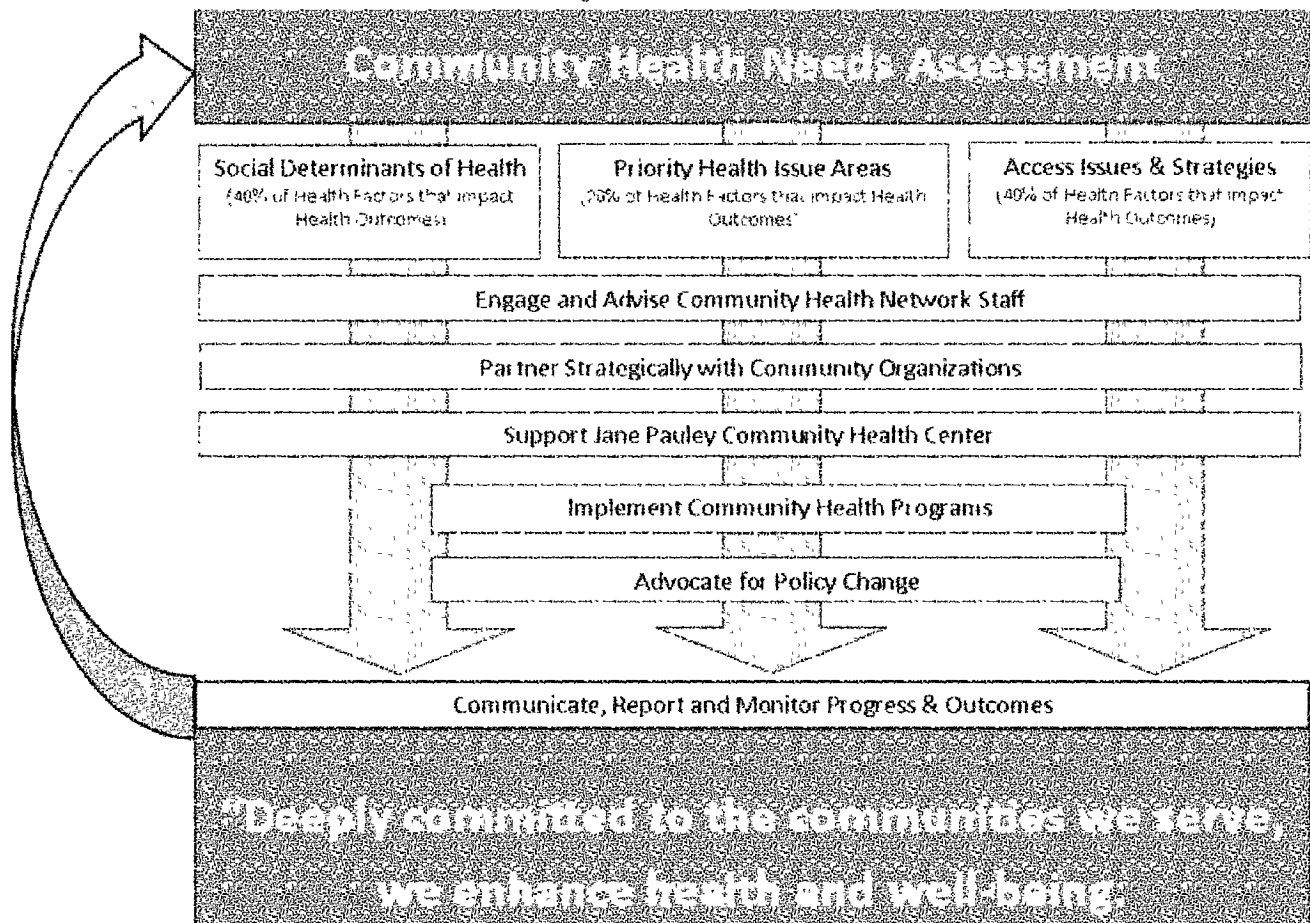 Community Health Needs Assessment
Social Determinants of Health
(40% of Health Factors that impact
Health Outcomes)
Priority Health Issue Areas
(20% of Health Factors that impact Health
Outcomes)
Access Issues & Strategies
(40% of Health Factors that impact
Health Outcomes)
Engage and Advise Community Health Network Staff
Partner Strategically with Community Organizations
Support Jane Pauley Community Health Center
Implement Community Health Programs
Advocate for Policy Change
Communicate, Report and Monitor Progress & Outcomes
"Deeply committed to the communities we serve,
we enhance health and well-being.